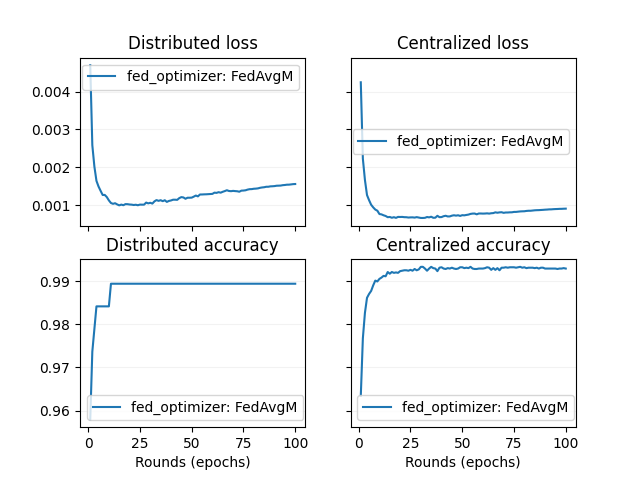 Distributed loss
Centralized loss
fed_optimizer: FedAvgM
fed_optimizer: FedAvgM
0.004
0.003
0.002
0.001
Distributed accuracy
Centralized accuracy
0.99
0.98
0.97
0.96
fed_optimizer: FedAvgM
fed_optimizer: FedAvgM
0 25 50 75 100
0 25 50 75 100
Rounds (epochs)
Rounds (epochs)